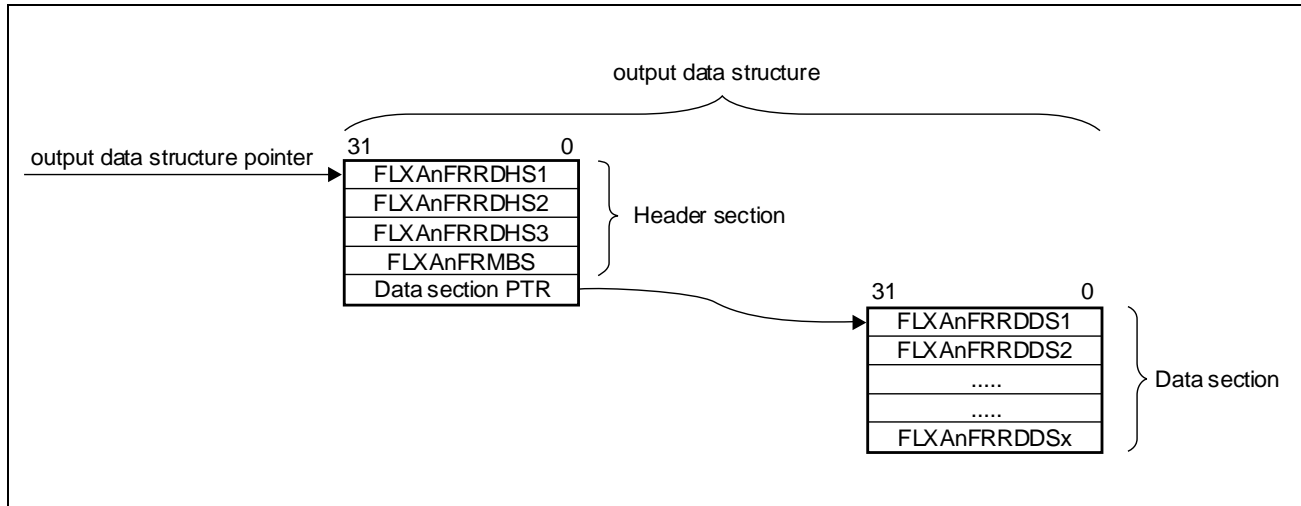 output data structure
output data structure pointer
31 0
FLXAnFRRDHS1
FLXAnFRRDHS2
FLXAnFRRDHS3
FLXAnFRMBS
Data section PTR
Header section
31 0
FLXAnFRRDDS1
FLXAnFRRDDS2
.....
.....
FLXAnFRRDDSx
Data section